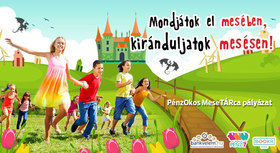 Mondjátok el mesében,
kiránduljatok mesésen!
PénzOkos MeseTÁRca pályázat
bankvelem.hu